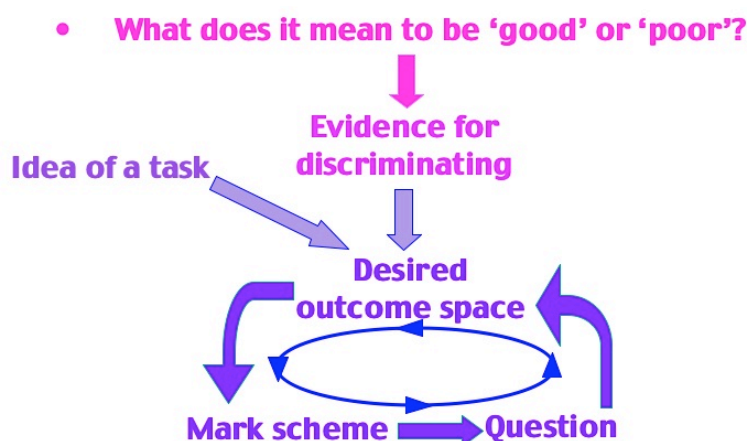 • What does it mean to be ‘good’ or ‘poor’?
Evidence for
discriminating
Idea of a task
Desired
outcome space
Mark scheme
Question